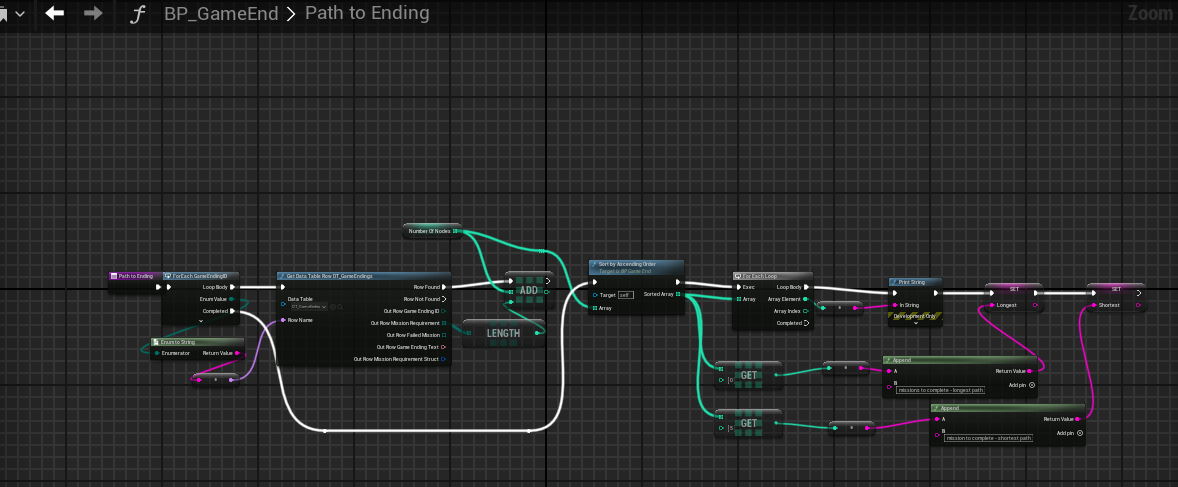 BP_GameEnd > Path to Ending
Zoom
Number Of Nodes
Path to Ending
ForEach GameEndingID
Loop Body
Enum Value
Completed
Enum to String
Enumerator Return Value
Get Data Table Row DT_GameEndings
Row Found
Data Table
DT_GameEndings
Row Not Found
Out Row Game Ending ID
Row Name
Out Row Mission Requirement
Out Row Failed Mission
Out Row Game Ending Text
Out Row Mission Requirement Struct
ADD
LENGTH
Sort by Ascending Order
Target is BP Game End
Target self
Sorted Array
Array
For Each Loop
Exec Loop Body
Array Array Element
Array Index
Completed
Print String
In String
Development Only
SET
Longest
SET
Shortest
GET
Append
A Return Value
B
missions to complete - longest path
Add pin
GET
Append
A Return Value
B
mission to complete - shortest path
Add pin